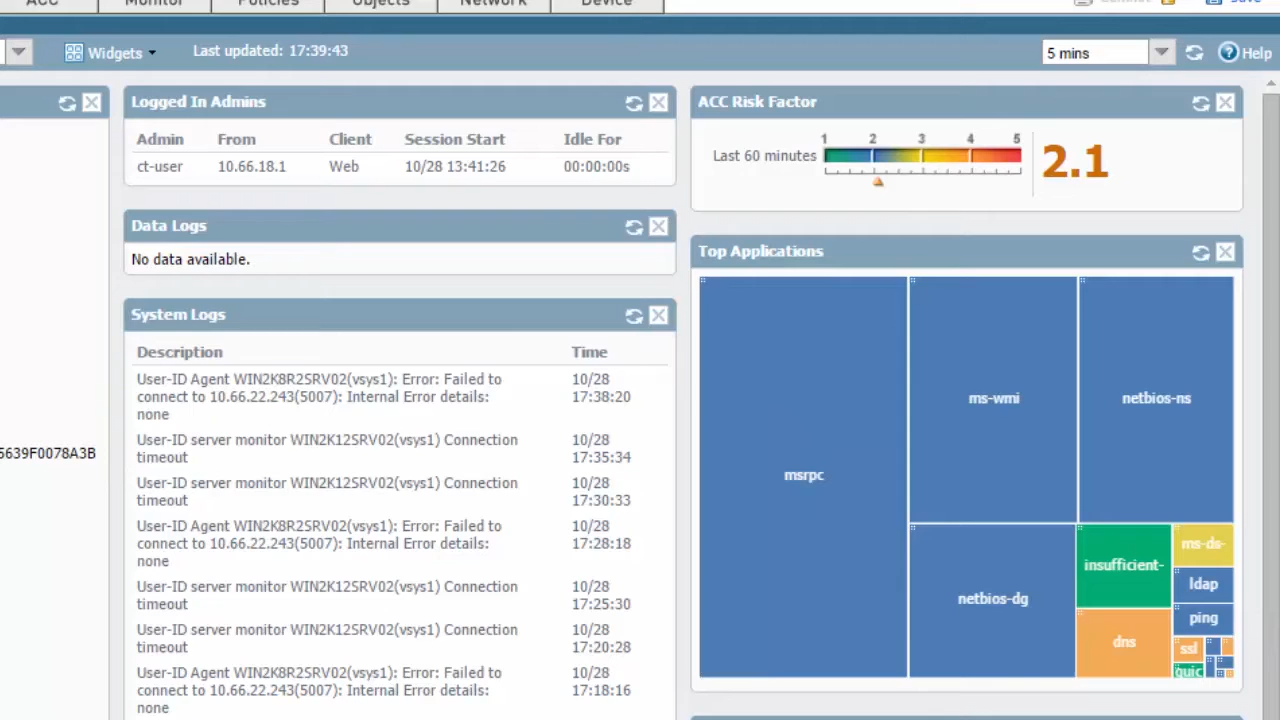 ACC Monitor Policies Objects Network Device
Widgets Last updated: 17:39:43 5 mins Help
5639F0078A3B
Logged In Admins
Admin From Client Session Start Idle For
ct-user 10.66.18.1 Web 10/28 13:41:26 00:00:00s
Data Logs
No data available.
System Logs
Description Time
User-ID Agent WIN2K8R2SRV02(vsys1): Error: Failed to 10/28
connect to 10.66.22.243(5007): Internal Error details: 17:38:20
none
User-ID server monitor WIN2K12SRV02(vsys1) Connection 10/28
timeout 17:35:34
User-ID server monitor WIN2K12SRV02(vsys1) Connection 10/28
timeout 17:30:33
User-ID Agent WIN2K8R2SRV02(vsys1): Error: Failed to 10/28
connect to 10.66.22.243(5007): Internal Error details: 17:28:18
none
User-ID server monitor WIN2K12SRV02(vsys1) Connection 10/28
timeout 17:25:30
User-ID server monitor WIN2K12SRV02(vsys1) Connection 10/28
timeout 17:20:28
User-ID Agent WIN2K8R2SRV02(vsys1): Error: Failed to 10/28
connect to 10.66.22.243(5007): Internal Error details: 17:18:16
none
ACC Risk Factor
1 2 3 4 5
Last 60 minutes
2.1
Top Applications
msrpc
ms-wmi
netbios-ns
netbios-dg
insufficient-
dns
ms-ds-
ldap
ping
ssl
quic